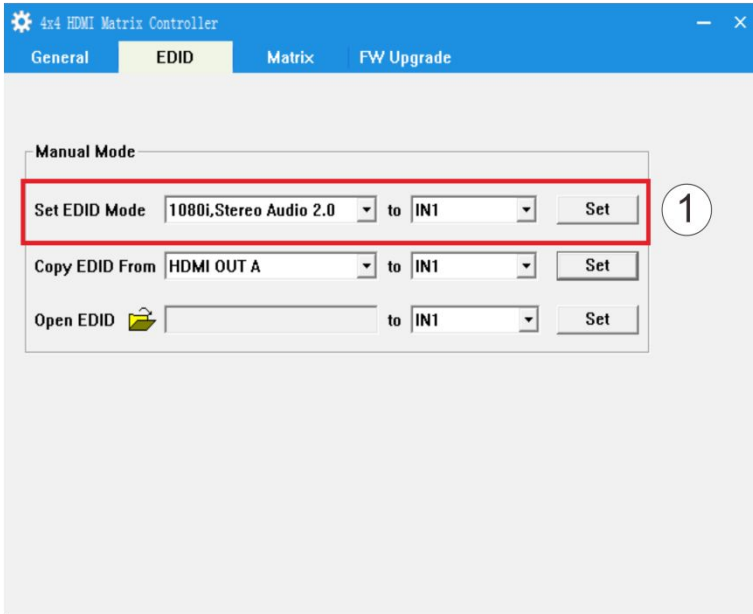 4x4 HDMI Matrix Controller
General EDID Matrix FW Upgrade
Manual Mode
Set EDID Mode 1080i,Stereo Audio 2.0 to IN1 Set 1
Copy EDID From HDMI OUT A to IN1 Set
Open EDID to IN1 Set